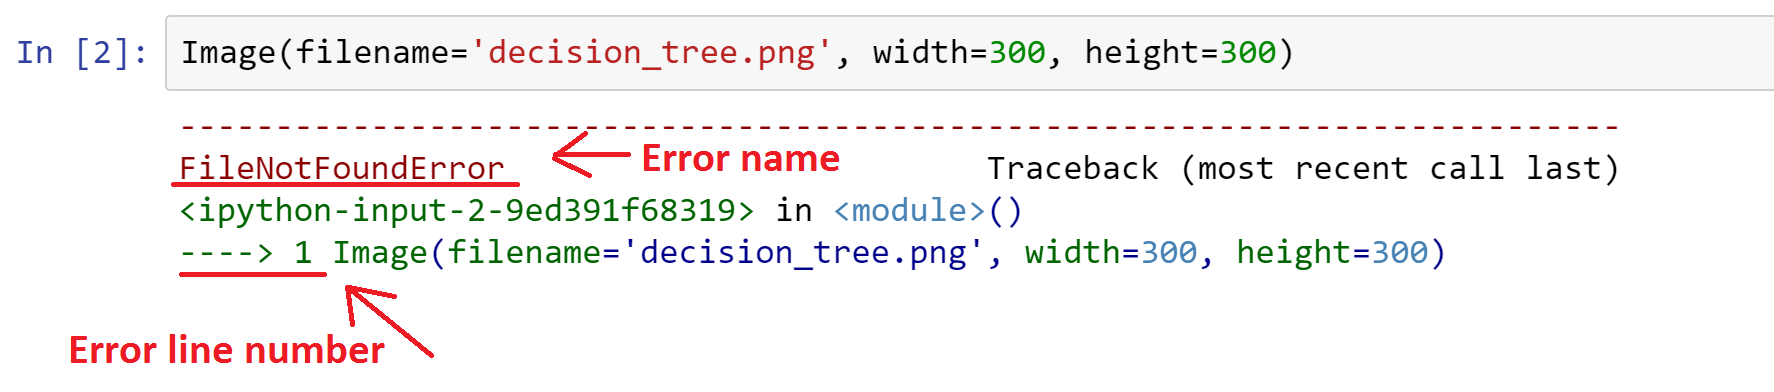 In [2]: Image(filename='decision_tree.png', width=300, height=300)
---------------------------------------------------------------------------
FileNotFoundError Error name Traceback (most recent call last)
<ipython-input-2-9ed391f68319> in <module>()
----> 1 Image(filename='decision_tree.png', width=300, height=300)
Error line number